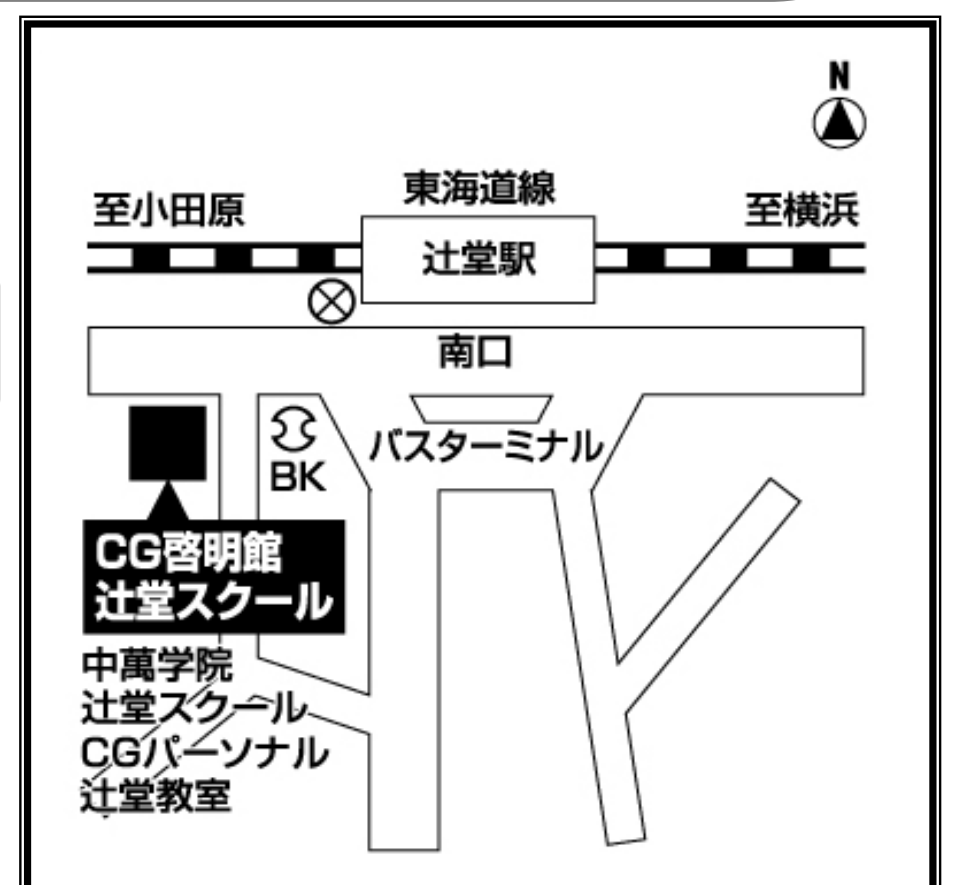 N
東海道線
至小田原
至横浜
辻堂駅
南口
バスターミナル
BK
CG啓明館
辻堂スクール
中萬学院
辻堂スクール
CGパーソナル
辻堂教室